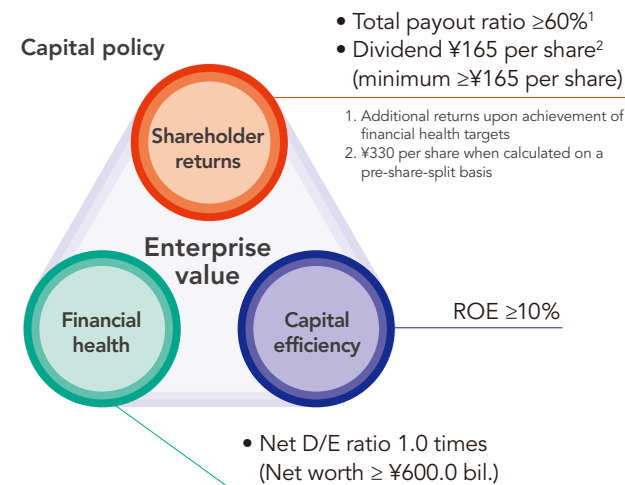 Capital policy
• Total payout ratio ≥60%1
• Dividend ¥165 per share2
(minimum ≥¥165 per share)
1. Additional returns upon achievement of
financial health targets
2. ¥330 per share when calculated on a
pre-share-split basis
Shareholder
returns
Enterprise
value
Financial
health
Capital
efficiency
ROE ≥10%
• Net D/E ratio 1.0 times
(Net worth ≥ ¥600.0 bil.)